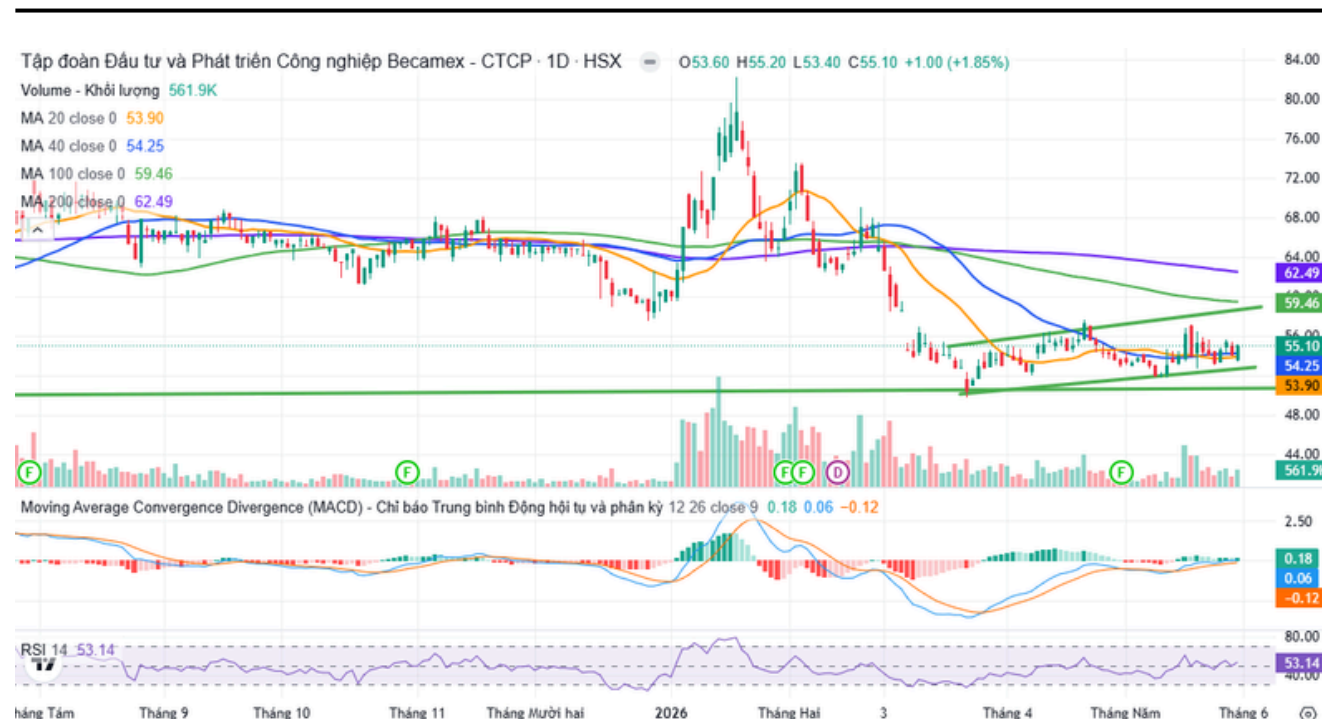 Tập đoàn Đầu tư và Phát triển Công nghiệp Becamex - CTCP · 1D · HSX O53.60 H55.20 L53.40 C55.10 +1.00 (+1.85%)
Volume - Khối lượng 561.9K
MA 20 close 0 53.90
MA 40 close 0 54.25
MA 100 close 0 59.46
MA 200 close 0 62.49
84.00
80.00
76.00
72.00
68.00
64.00
62.49
59.46
56.00
55.10
54.25
53.90
48.00
44.00
561.9K
F
F
F
F
D
F
Moving Average Convergence Divergence (MACD) - Chỉ báo Trung bình Động hội tụ và phân kỳ 12 26 close 9 0.18 0.06 −0.12
2.50
0.18
0.06
−0.12
RSI 14 53.14
80.00
53.14
40.00
háng Tám Tháng 9 Tháng 10 Tháng 11 Tháng Mười hai 2026 Tháng Hai 3 Tháng 4 Tháng Năm Tháng 6